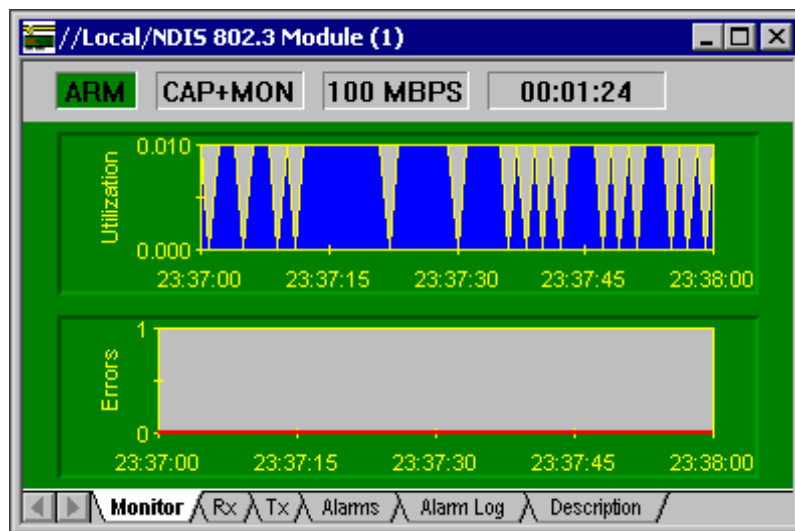 //Local/NDIS 802.3 Module (1)
ARM CAP+MON 100 MBPS 00:01:24
Utilization
0.010
0.000
23:37:00 23:37:15 23:37:30 23:37:45 23:38:00
Errors
1
0
23:37:00 23:37:15 23:37:30 23:37:45 23:38:00
Monitor Rx Tx Alarms Alarm Log Description